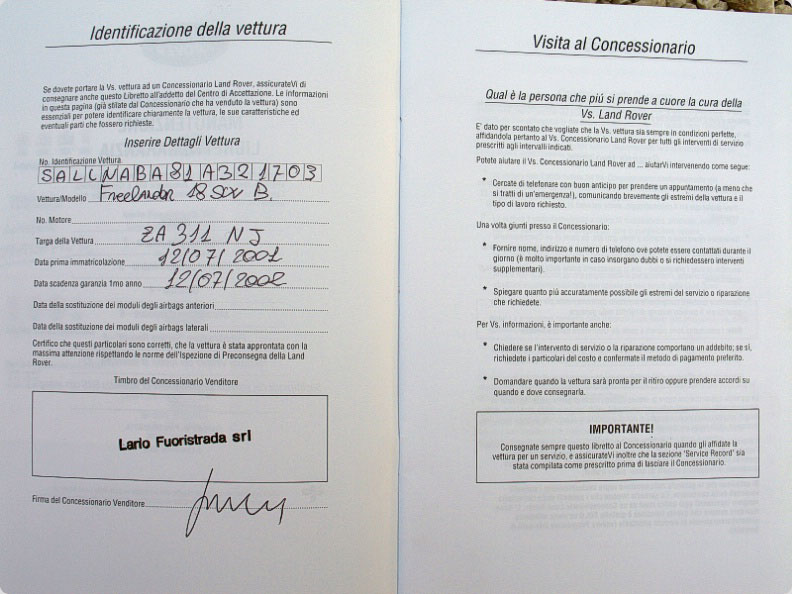 Identificazione della vettura
Se dovete portare la Vs. vettura ad un Concessionario Land Rover, assicurateVi di
consegnare anche questo Libretto all'addetto del Centro di Accettazione. Le informazioni
in questa pagina (già stilate dal Concessionario che ha venduto la vettura) sono
essenziali per potere identificare chiaramente la vettura, le sue caratteristiche ed
eventuali parti che fossero richieste.
Inserire Dettagli Vettura
No. Identificazione Vettura
SALLNABA81A321703
Vettura/Modello Freelander 18 SW B.
No. Motore
Targa della Vettura ZA 311 NJ
Data prima immatricolazione 12/07/2001
Data scadenza garanzia 1mo anno 12/07/2002
Data della sostituzione dei moduli degli airbags anteriori
Data della sostituzione dei moduli degli airbags laterali
Certifico che questi particolari sono corretti, che la vettura è stata approntata con la
massima attenzione rispettando le norme dell'Ispezione di Preconsegna della Land
Rover.
Timbro del Concessionario Venditore
Lario Fuoristrada srl
Firma del Concessionario Venditore
Visita al Concessionario
Qual è la persona che piú si prende a cuore la cura della
Vs. Land Rover
E' dato per scontato che vogliate che la Vs. vettura sia sempre in condizioni perfette,
affidandola pertanto al Vs. Concessionario Land Rover per tutti gli interventi di servizio
prescritti agli intervalli indicati.
Potete aiutare il Vs. Concessionario Land Rover ad ... aiutarVi intervenendo come segue:
* Cercate di telefonare con buon anticipo per prendere un appuntamento (a meno che
si tratti di un'emergenza!), comunicando brevemente gli estremi della vettura e il
tipo di lavoro richiesto.
Una volta giunti presso il Concessionario:
* Fornire nome, indirizzo e numero di telefono ove potete essere contattati durante il
giorno (è molto importante in caso insorgano dubbi o si richiedessero interventi
supplementari).
* Spiegare quanto piú accuratamente possibile gli estremi del servizio o riparazione
che richiedete.
Per Vs. informazioni, è importante anche:
* Chiedere se l'intervento di servizio o la riparazione comportano un addebito; se sì,
richiedete i particolari del costo e confermate il metodo di pagamento preferito.
* Domandare quando la vettura sarà pronta per il ritiro oppure prendere accordi su
quando e dove consegnarla.
IMPORTANTE!
Consegnate sempre questo libretto al Concessionario quando gli affidate la
vettura per un servizio, e assicurateVi inoltre che la sezione 'Service Record' sia
stata compilata come prescritto prima di lasciare il Concessionario.